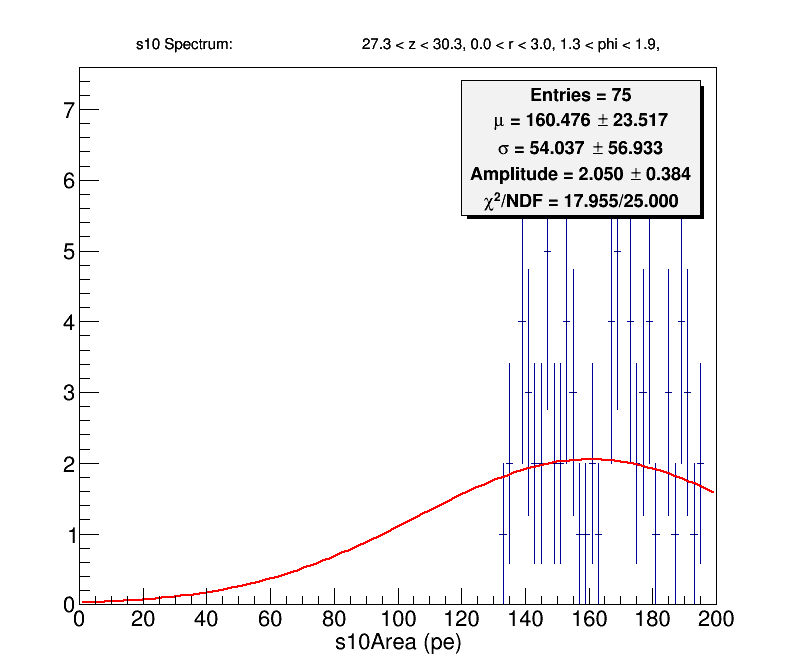 s10 Spectrum: 27.3 < z < 30.3, 0.0 < r < 3.0, 1.3 < phi < 1.9,
Entries = 75
μ = 160.476 ± 23.517
σ = 54.037 ± 56.933
Amplitude = 2.050 ± 0.384
χ²/NDF = 17.955/25.000
7
6
5
4
3
2
1
0
0 20 40 60 80 100 120 140 160 180 200
s10Area (pe)